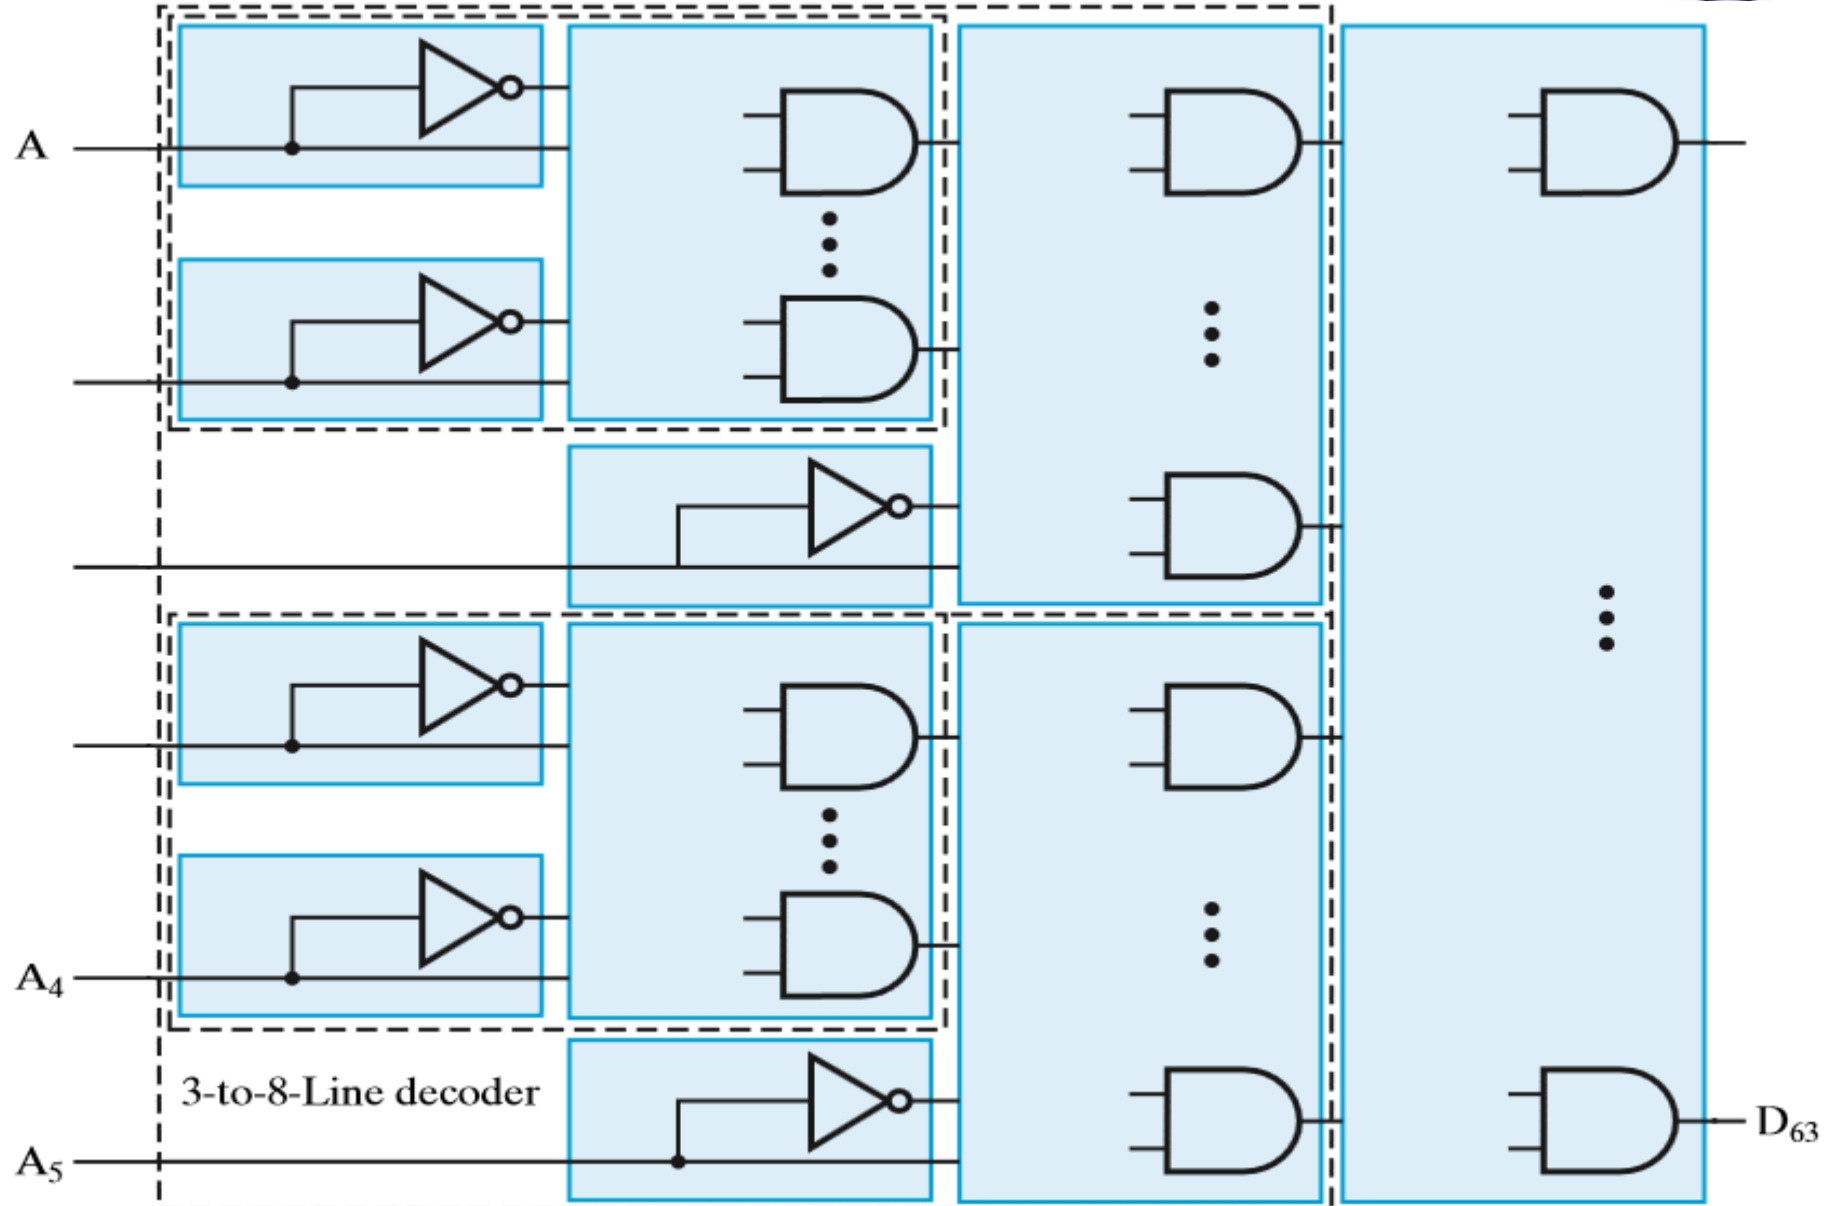 A
A₄
3-to-8-Line decoder
A₅
D₆₃